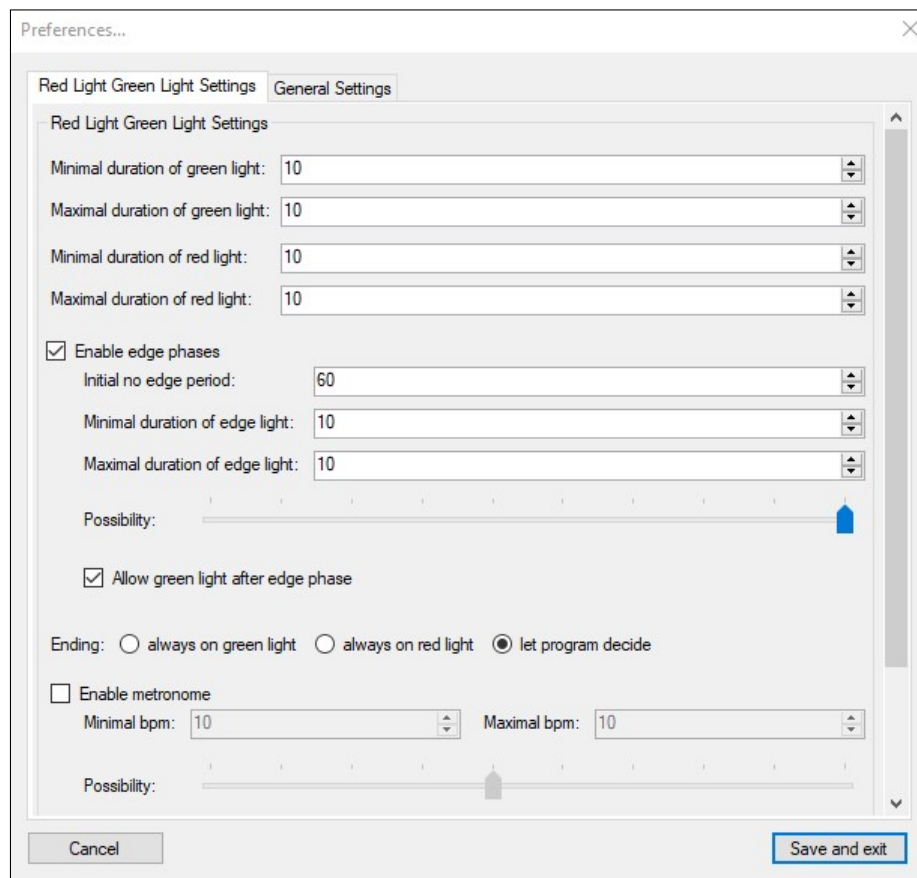 Preferences...
Red Light Green Light Settings General Settings
Red Light Green Light Settings
Minimal duration of green light: 10
Maximal duration of green light: 10
Minimal duration of red light: 10
Maximal duration of red light: 10
Enable edge phases
Initial no edge period: 60
Minimal duration of edge light: 10
Maximal duration of edge light: 10
Possibility:
Allow green light after edge phase
Ending: always on green light always on red light let program decide
Enable metronome
Minimal bpm: 10 Maximal bpm: 10
Possibility:
Cancel Save and exit